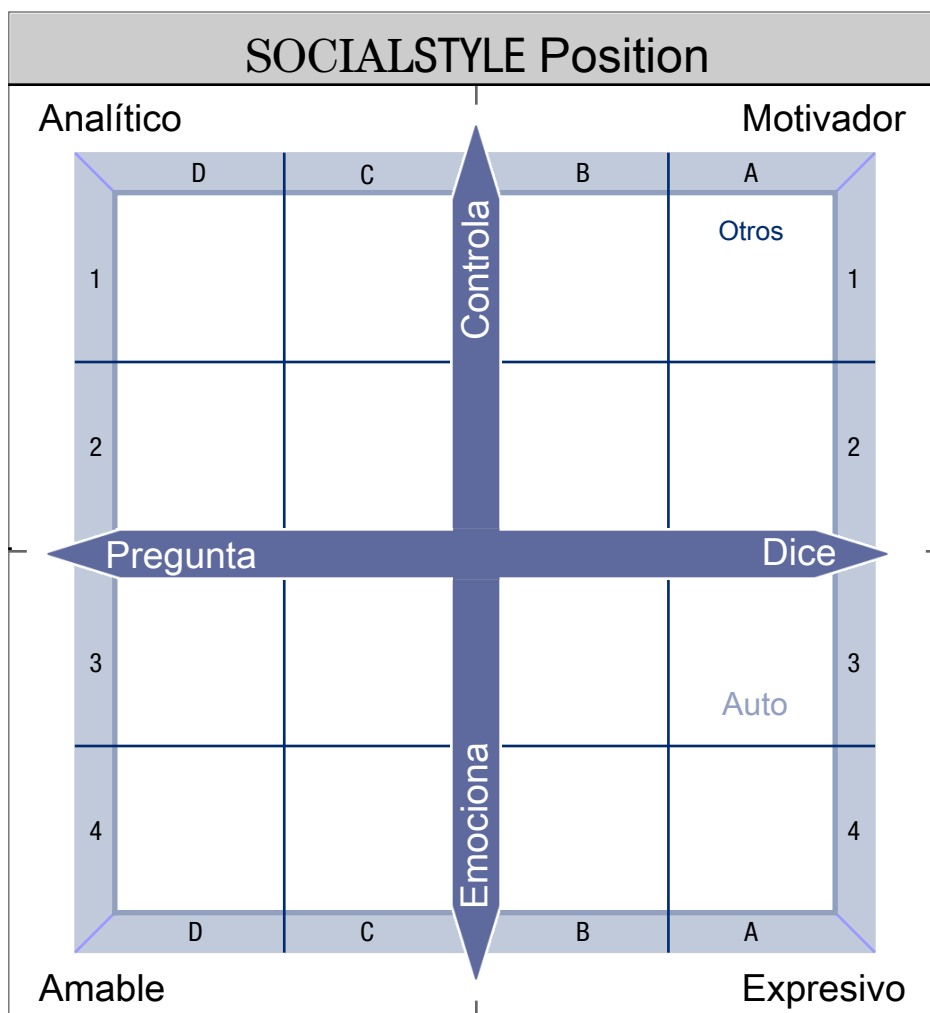 SOCIALSTYLE Position
Analítico
Motivador
D
C
B
A
Controla
Otros
1
1
2
2
Pregunta
Dice
3
3
Auto
Emociona
4
4
D
C
B
A
Amable
Expresivo